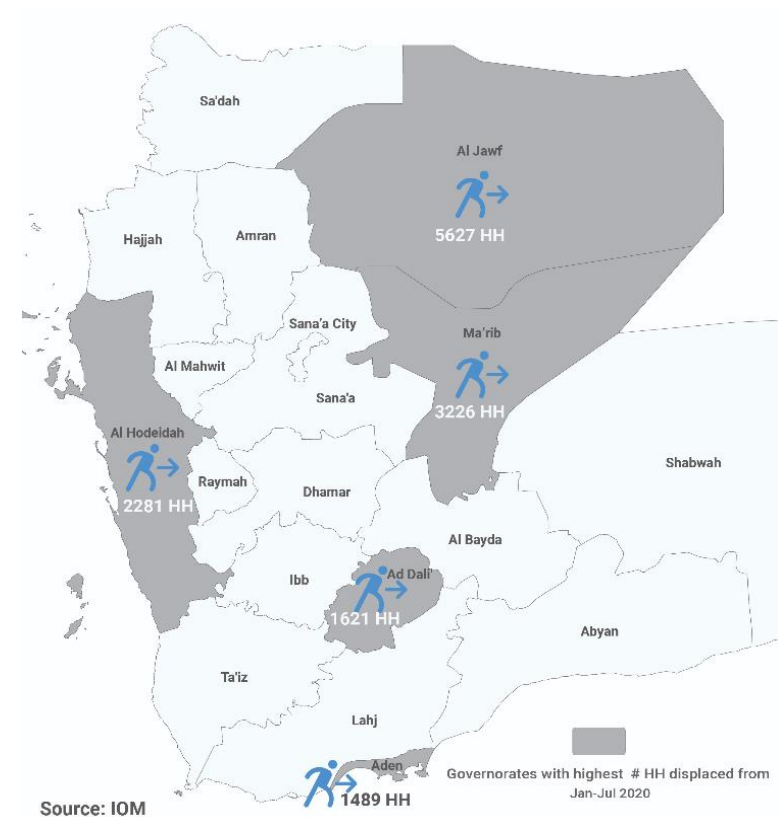 Sa'dah
Al Jawf
5627 HH
Hajjah
Amran
Sana'a City
Ma'rib
Al Mahwit
3226 HH
Sana'a
Al Hodeidah
Shabwah
Raymah
Dhamar
2281 HH
Al Bayda
Ibb
Ad Dali'
1621 HH
Abyan
Ta'iz
Lahj
Aden
1489 HH
Governorates with highest # HH displaced from
Jan-Jul 2020
Source: IOM